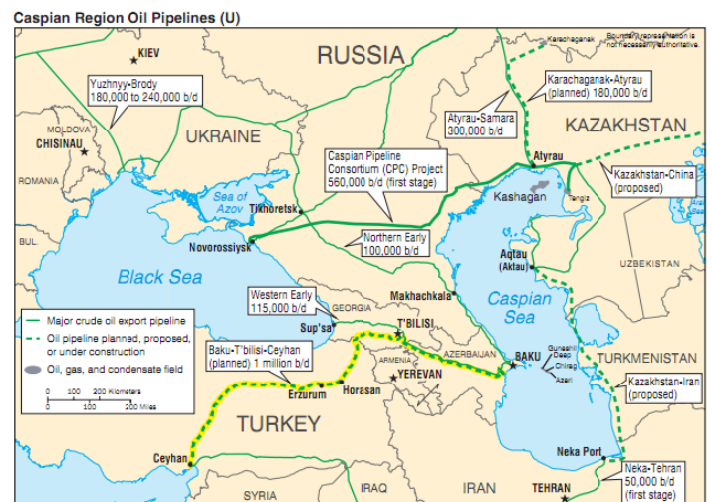 Caspian Region Oil Pipelines (U)
Karachaganak
Boundary representation is
not necessarily authoritative.
KIEV
RUSSIA
Yuzhnyy-Brody
180,000 to 240,000 b/d
Karachaganak-Atyrau
(planned) 180,000 b/d
Atyrau-Samara
300,000 b/d
MOLDOVA
CHISINAU
UKRAINE
KAZAKHSTAN
Caspian Pipeline
Consortium (CPC) Project
560,000 b/d (first stage)
Atyrau
Kazakhstan-China
(proposed)
ROMANIA
Sea of
Azov
Tikhoretsk
Kashagan
Tengiz
Aral
Sea
BUL.
Novorossiysk
Northern Early
100,000 b/d
Aqtau
(Aktau)
UZBEKISTAN
Black Sea
Western Early
115,000 b/d
Makhachkala
Caspian
Sea
GEORGIA
Major crude oil export pipeline
Oil pipeline planned, proposed,
or under construction
Oil, gas, and condensate field
0 100 200 Kilometers
0 100 200 Miles
Sup'sa
T'BILISI
Baku-T'bilisi-Ceyhan
(planned) 1 million b/d
ARMENIA
AZERBAIJAN
YEREVAN
BAKU
Guneshli
Deep
Chirag
Azeri
TURKMENISTAN
Kazakhstan-Iran
(proposed)
Erzurum
Horasan
TURKEY
Ceyhan
Neka Port
Neka-Tehran
50,000 b/d
(first stage)
SYRIA
IRAQ
IRAN
TEHRAN